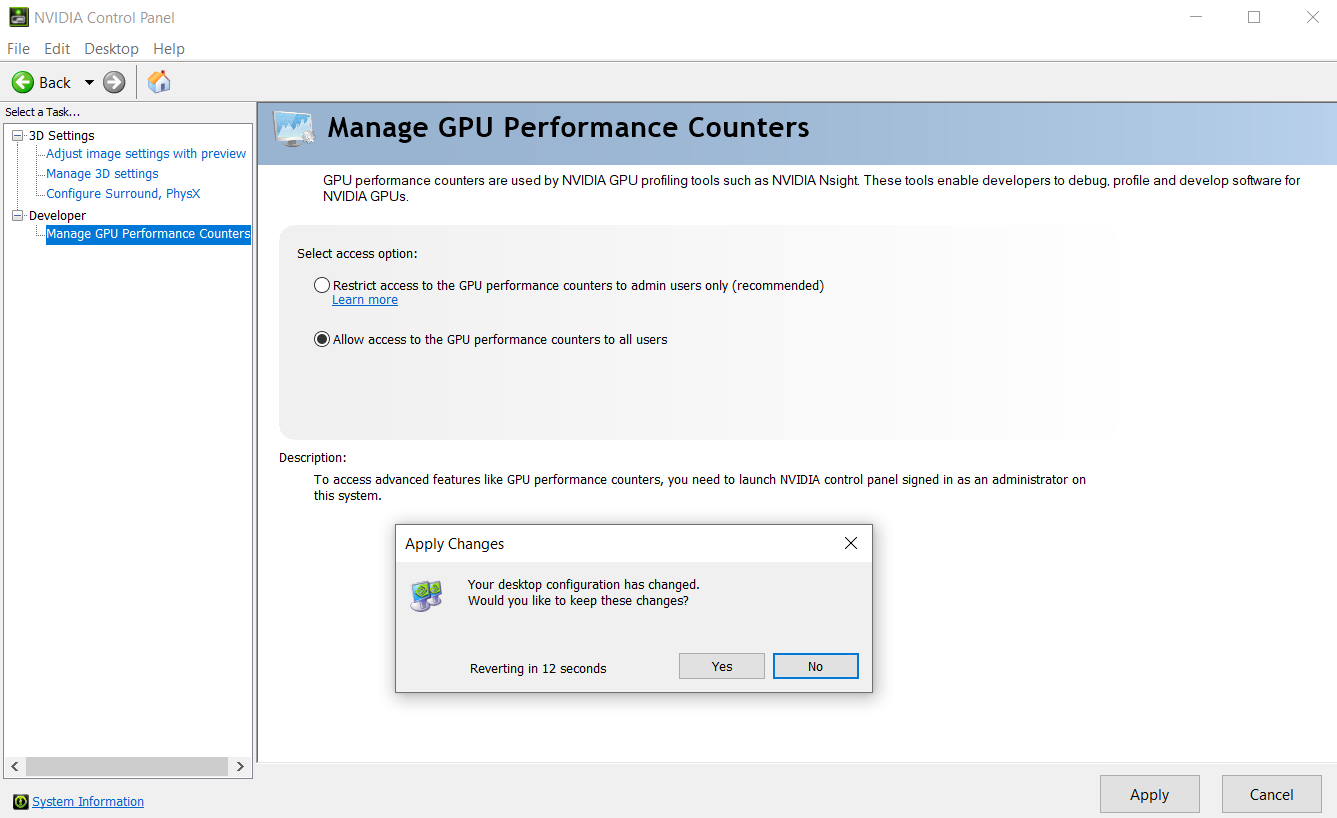 NVIDIA Control Panel
File Edit Desktop Help
Back
Select a Task...
3D Settings
Adjust image settings with preview
Manage 3D settings
Configure Surround, PhysX
Developer
Manage GPU Performance Counters
System Information
Manage GPU Performance Counters
GPU performance counters are used by NVIDIA GPU profiling tools such as NVIDIA Nsight. These tools enable developers to debug, profile and develop software for
NVIDIA GPUs.
Select access option:
Restrict access to the GPU performance counters to admin users only (recommended)
Learn more
Allow access to the GPU performance counters to all users
Description:
To access advanced features like GPU performance counters, you need to launch NVIDIA control panel signed in as an administrator on
this system.
Apply Changes
Your desktop configuration has changed.
Would you like to keep these changes?
Reverting in 12 seconds
Yes
No
Apply
Cancel